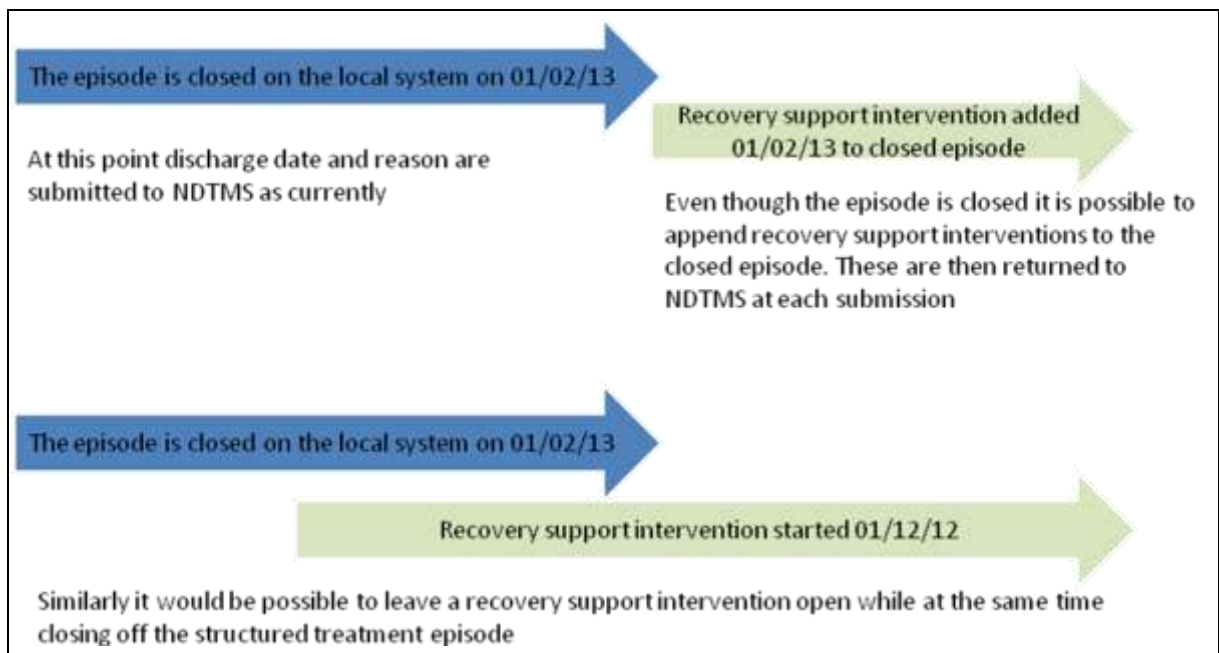 The episode is closed on the local system on 01/02/13
Recovery support intervention added
01/02/13 to closed episode
At this point discharge date and reason are
submitted to NDTMS as currently
Even though the episode is closed it is possible to
append recovery support interventions to the
closed episode. These are then returned to
NDTMS at each submission
The episode is closed on the local system on 01/02/13
Recovery support intervention started 01/12/12
Similarly it would be possible to leave a recovery support intervention open while at the same time
closing off the structured treatment episode